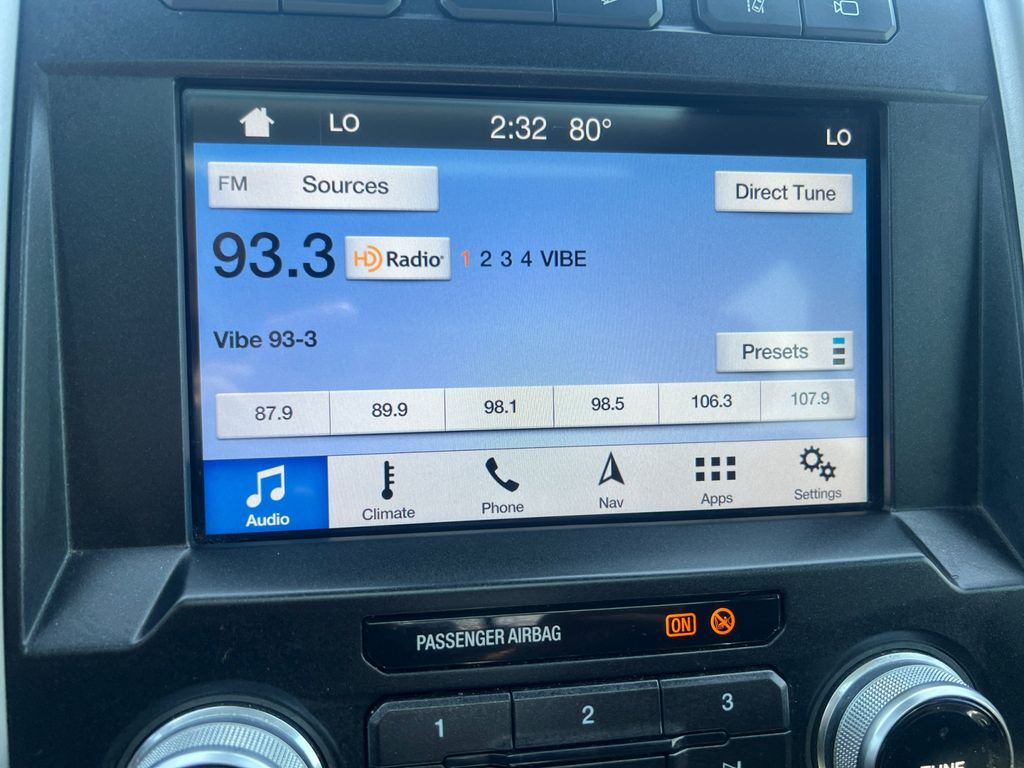 LO 2:32 80° LO
FM Sources
Direct Tune
93.3 HD Radio 1 2 3 4 VIBE
Vibe 93-3
Presets
87.9 89.9 98.1 98.5 106.3 107.9
Audio Climate Phone Nav Apps Settings
PASSENGER AIRBAG ON
1 2 3
TUNE